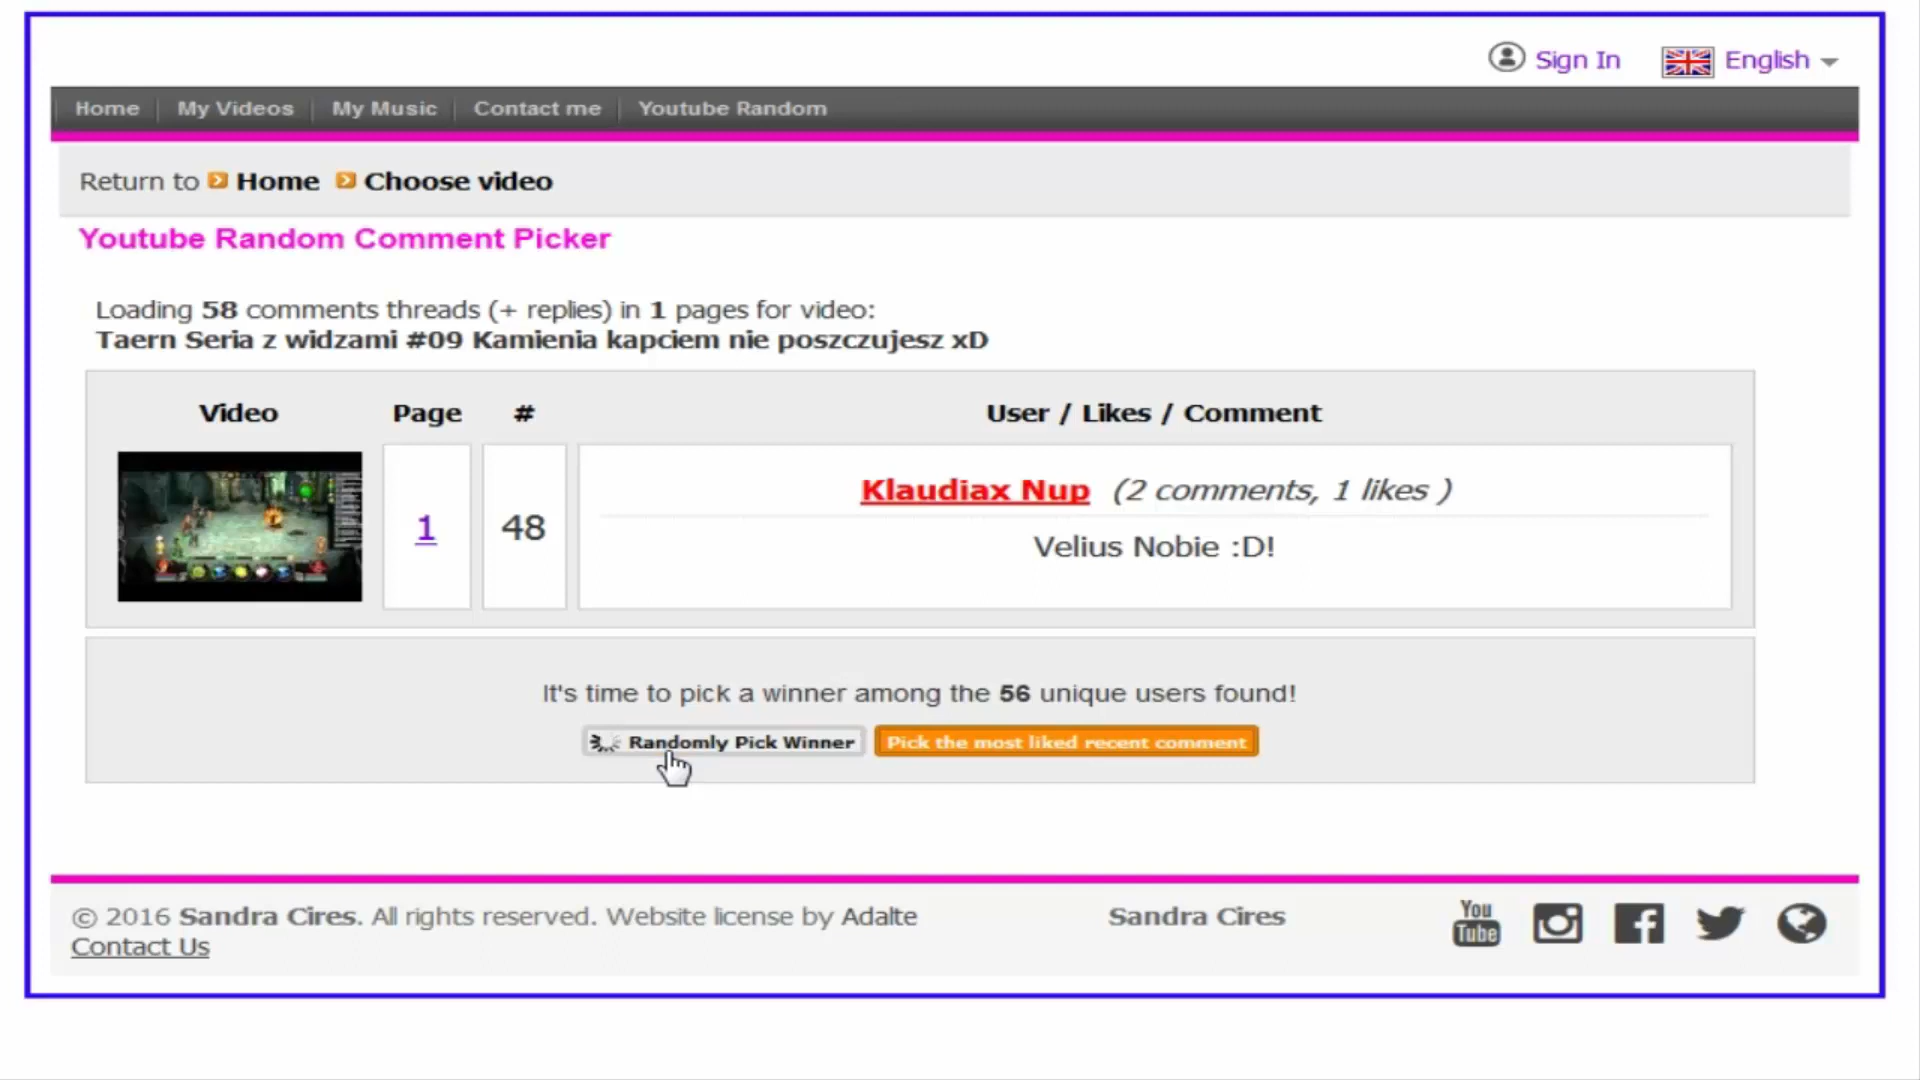 Sign In English
Home My Videos My Music Contact me Youtube Random
Return to Home Choose video
Youtube Random Comment Picker
Loading 58 comments threads (+ replies) in 1 pages for video:
Taern Seria z widzami #09 Kamienia kapciem nie poszczujesz xD
Video Page # User / Likes / Comment
Klaudiax Nup (2 comments, 1 likes )
1 48
Velius Nobie :D!
It's time to pick a winner among the 56 unique users found!
Randomly Pick Winner Pick the most liked recent comment
© 2016 Sandra Cires. All rights reserved. Website license by Adalte Sandra Cires You Tube
Contact Us